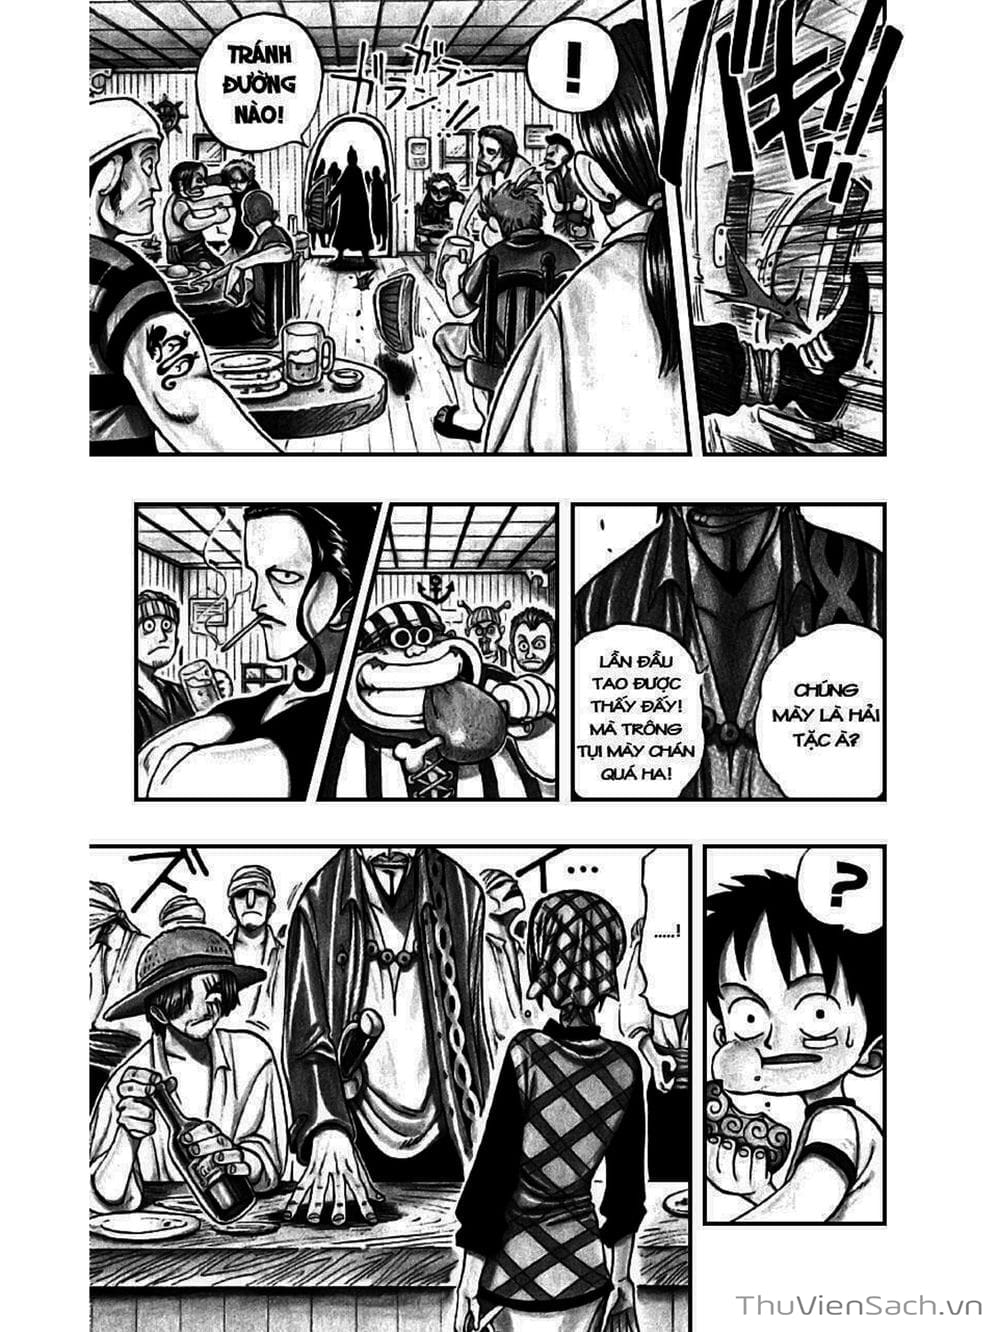 バキ!!
!
ガラン
ガラン…!!
TRÁNH
ĐƯỜNG
NÀO!
CHÚNG
MÀY LÀ HẢI
TẶC À?
LẦN ĐẦU
TAO ĐƯỢC
THẤY ĐẤY!
MÀ TRÔNG
TỤI MÀY CHÁN
QUÁ HA!
?
.....!
ThuVienSach.vn